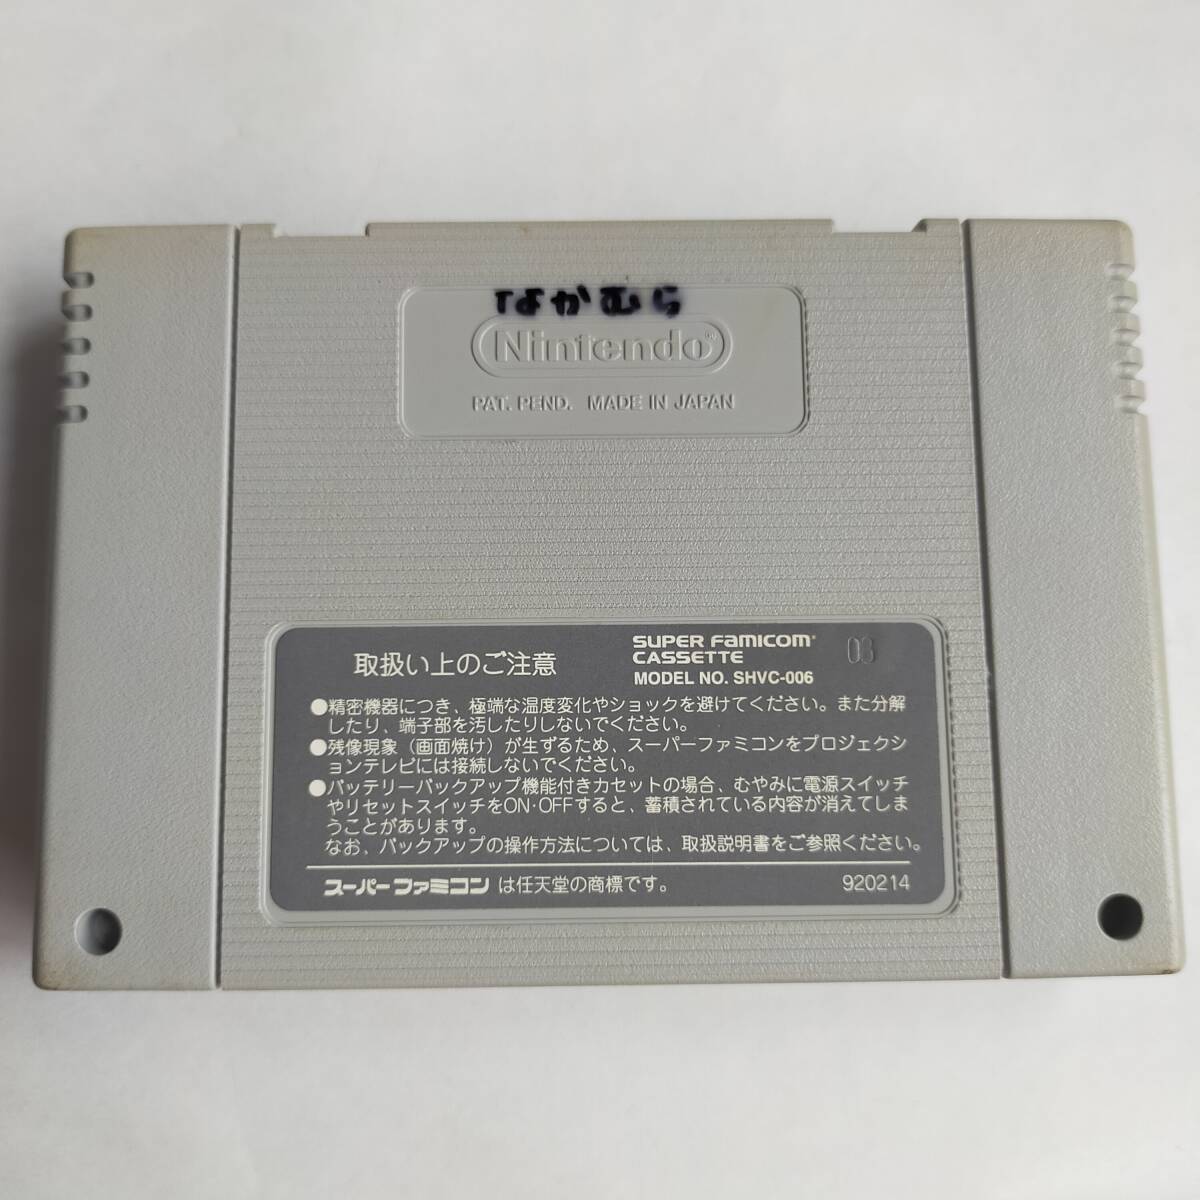 なかむら
Nintendo®
PAT. PEND. MADE IN JAPAN
取扱い上のご注意
SUPER FAMICOM®
CASSETTE
MODEL NO. SHVC-006
03
●精密機器につき、極端な温度変化やショックを避けてください。また分解
したり、端子部を汚したりしないでください。
●残像現象(画面焼け)が生ずるため、スーパーファミコンをプロジェクシ
ョンテレビには接続しないでください。
●バッテリーバックアップ機能付きカセットの場合、むやみに電源スイッチ
やリセットスイッチをON・OFFすると、蓄積されている内容が消えてしま
うことがあります。
なお、バックアップの操作方法については、取扱説明書をご参照ください。
スーパーファミコンは任天堂の商標です。
920214